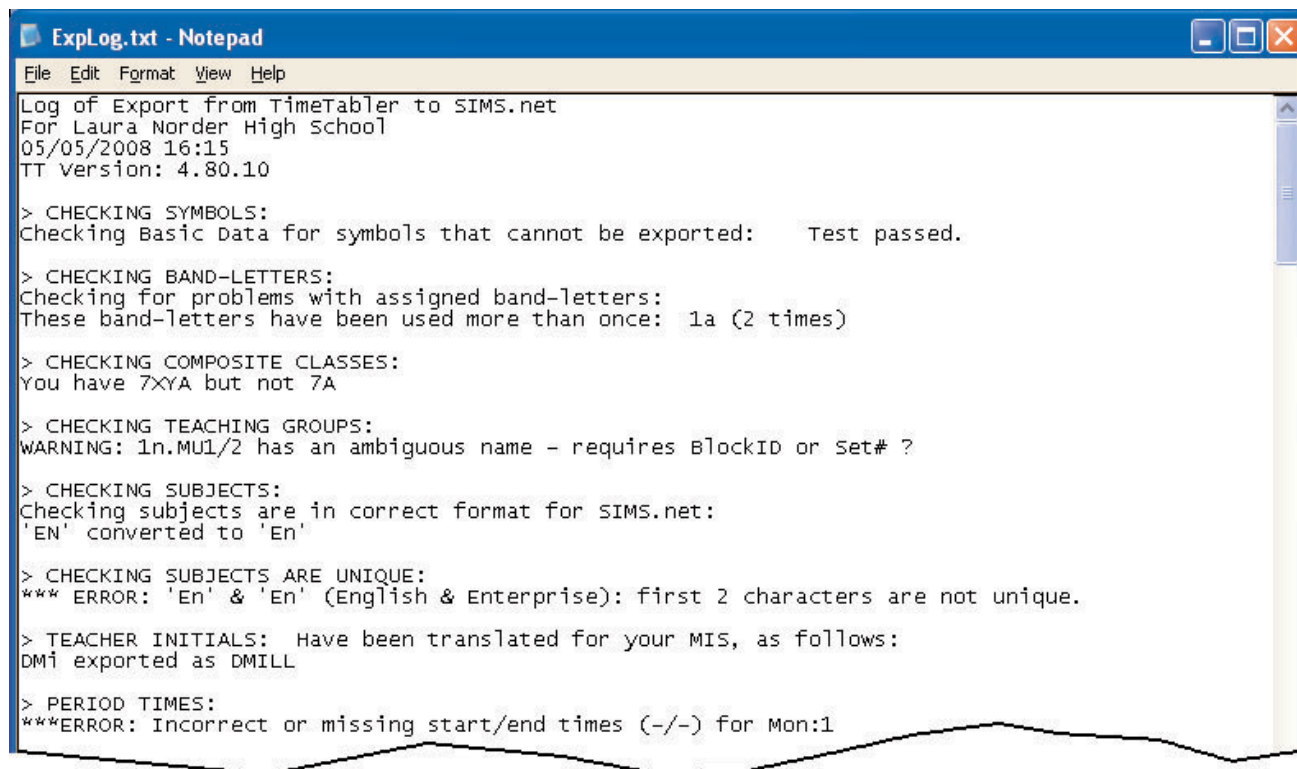 ExpLog.txt - Notepad
File Edit Format View Help
Log of Export from TimeTabler to SIMS.net
For Laura Norder High School
05/05/2008 16:15
TT Version: 4.80.10
> CHECKING SYMBOLS:
Checking Basic Data for symbols that cannot be exported:    Test passed.
> CHECKING BAND-LETTERS:
Checking for problems with assigned band-letters:
These band-letters have been used more than once:  1a (2 times)
> CHECKING COMPOSITE CLASSES:
You have 7XYA but not 7A
> CHECKING TEACHING GROUPS:
WARNING: 1n.MU1/2 has an ambiguous name - requires BlockID or Set# ?
> CHECKING SUBJECTS:
Checking subjects are in correct format for SIMS.net:
'EN' converted to 'En'
> CHECKING SUBJECTS ARE UNIQUE:
*** ERROR: 'En' & 'En' (English & Enterprise): first 2 characters are not unique.
> TEACHER INITIALS:  Have been translated for your MIS, as follows:
DMi exported as DMILL
> PERIOD TIMES:
***ERROR: Incorrect or missing start/end times (-/-) for Mon:1